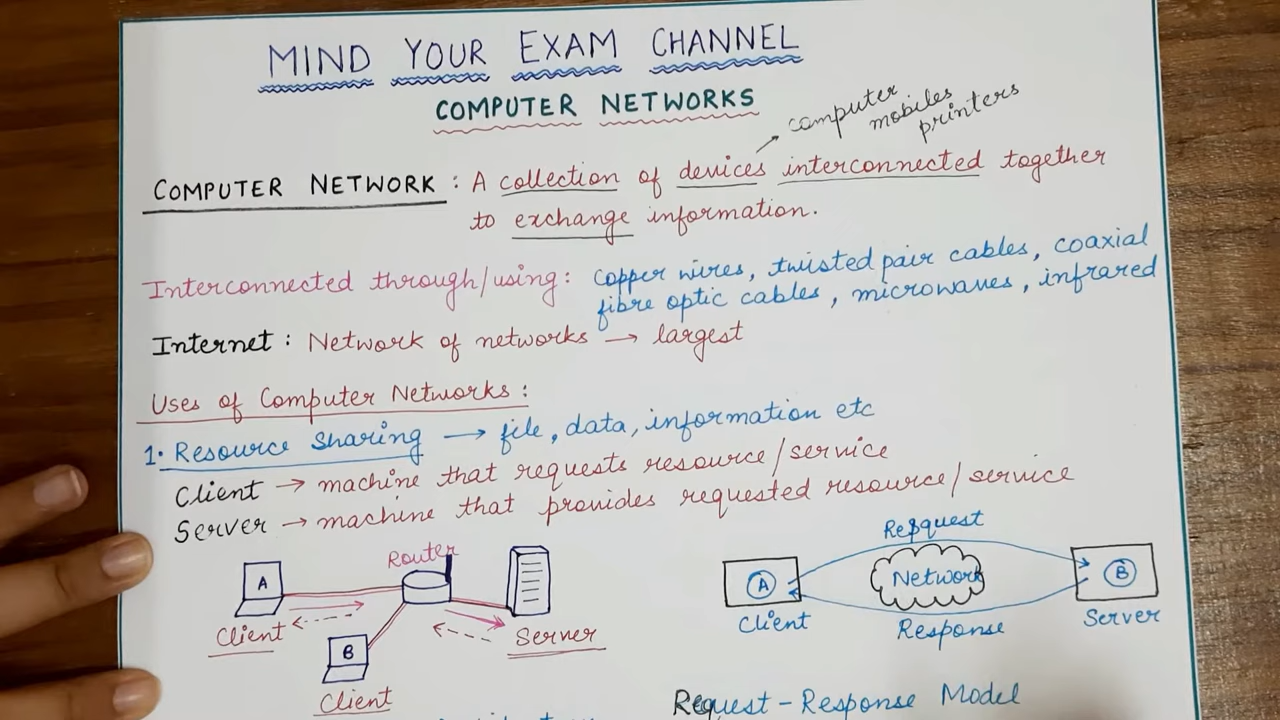 MIND YOUR EXAM CHANNEL
COMPUTER NETWORKS
computer
mobiles
printers
COMPUTER NETWORK : A collection of devices interconnected together
to exchange information.
Interconnected through/using: copper wires, twisted pair cables, coaxial
fibre optic cables, microwaves, infrared
Internet : Network of networks → largest
Uses of Computer Networks :
1. Resource Sharing → file, data, information etc
Client → machine that requests resource/service
Server → machine that provides requested resource/service
Router
A
Client
B
Client
Server
Request
A
Network
B
Client
Response
Server
Request - Response Model